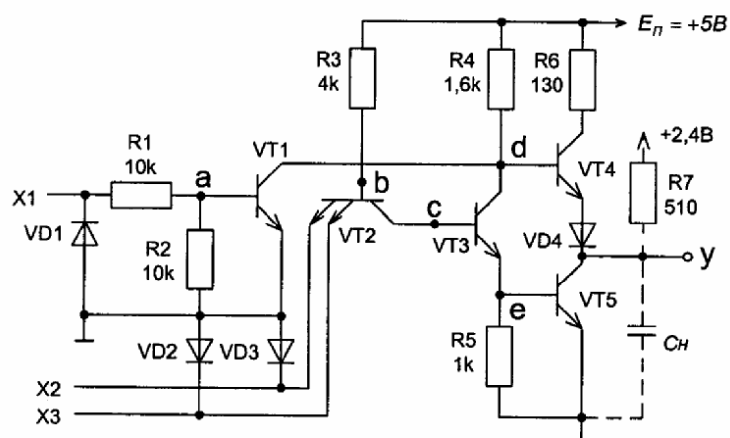 Eп = +5В
R3
4k
R4
1,6k
R6
130
+2,4В
R1
10k
VT1
a
b
d
VT4
R7
510
X1
VD1
R2
10k
VT2
c
VT3
VD4
y
e
VT5
VD2
VD3
R5
1k
Cн
X2
X3